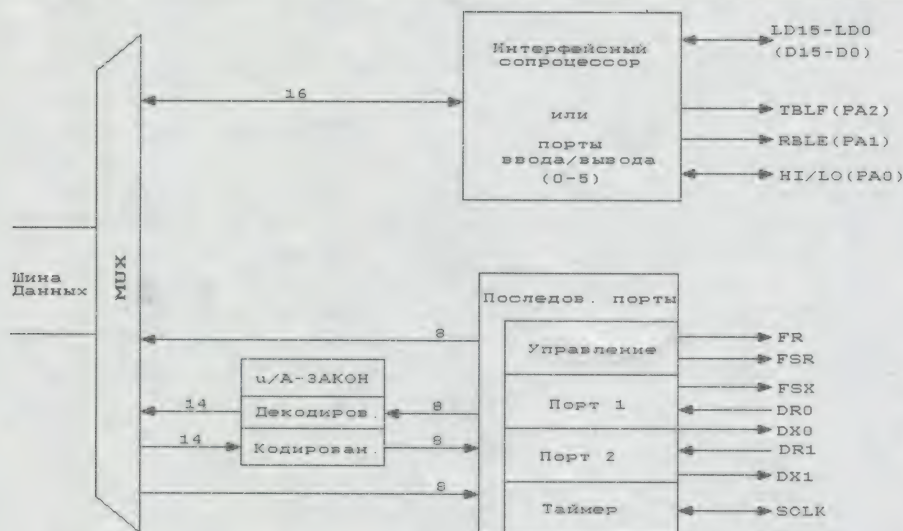 LD15-LD0
(D15-D0)
Интерфейсный
сопроцессор
16
или
TBLF(PA2)
порты
RBLE(PA1)
ввода/вывода
(0-5)
HI/LO(PA0)
Шина
Данных
MUX
Последов. порты
8
FR
Управление
FSR
u/А-ЗАКОН
FSX
14
Декодиров.
8
Порт 1
DR0
DX0
14
Кодирован.
8
Порт 2
DR1
DX1
8
Таймер
SCLK